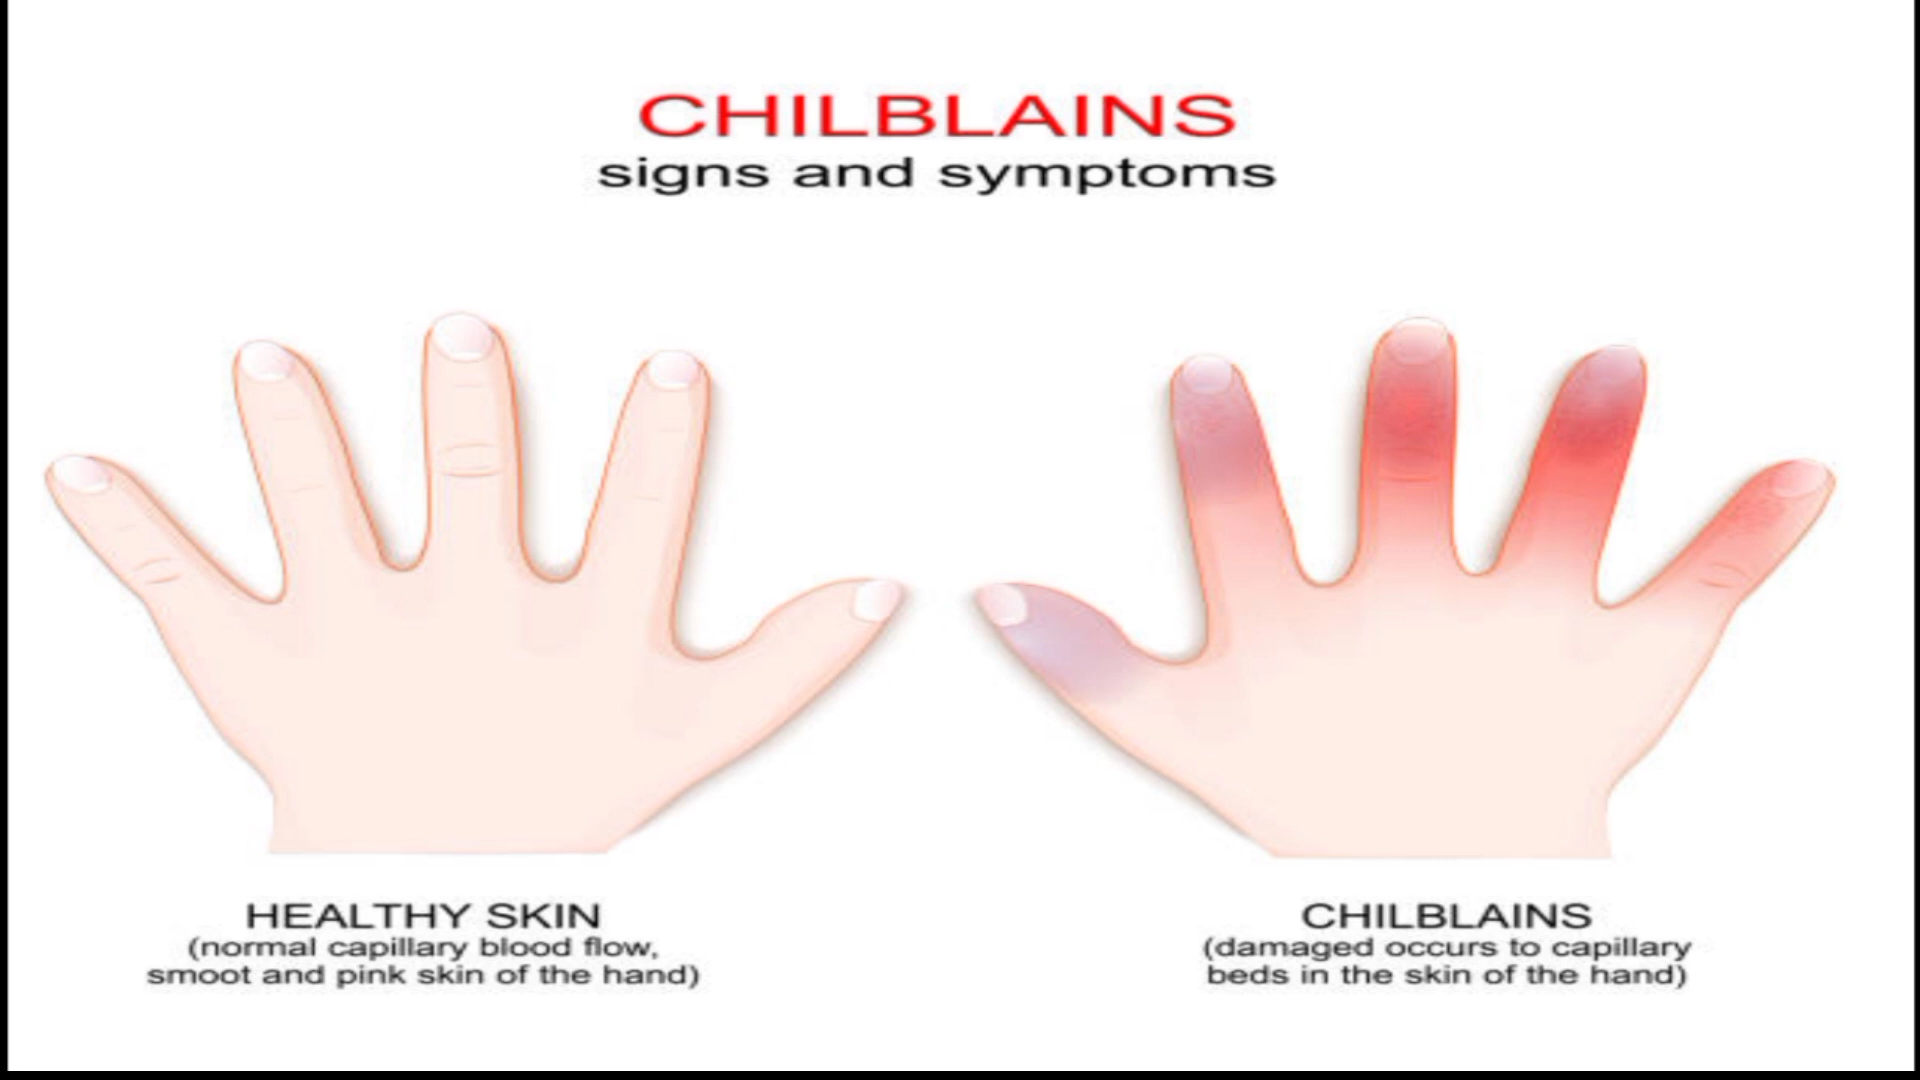 CHILBLAINS
signs and symptoms
HEALTHY SKIN
(normal capillary blood flow,
smoot and pink skin of the hand)
CHILBLAINS
(damaged occurs to capillary
beds in the skin of the hand)